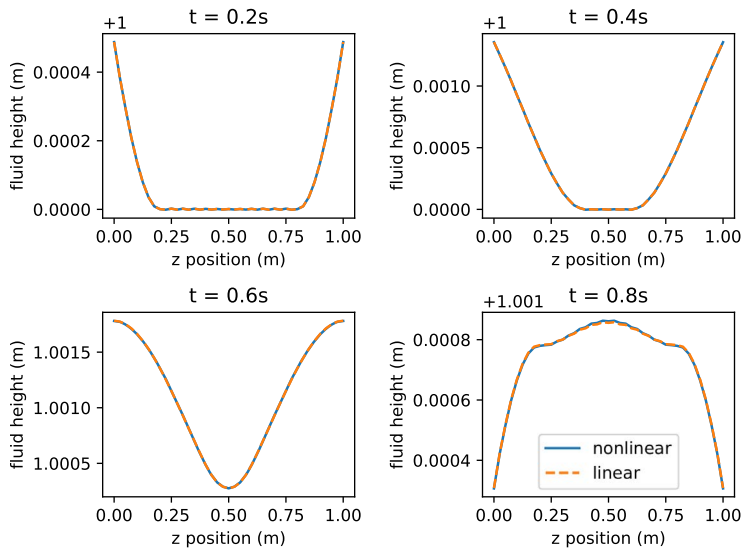 t = 0.2s
+1
fluid height (m)
0.0004
0.0002
0.0000
0.00 0.25 0.50 0.75 1.00
z position (m)
t = 0.4s
+1
fluid height (m)
0.0010
0.0005
0.0000
0.00 0.25 0.50 0.75 1.00
z position (m)
t = 0.6s
fluid height (m)
1.0015
1.0010
1.0005
0.00 0.25 0.50 0.75 1.00
z position (m)
+1.001 t = 0.8s
fluid height (m)
0.0008
0.0006
0.0004
nonlinear
linear
0.00 0.25 0.50 0.75 1.00
z position (m)